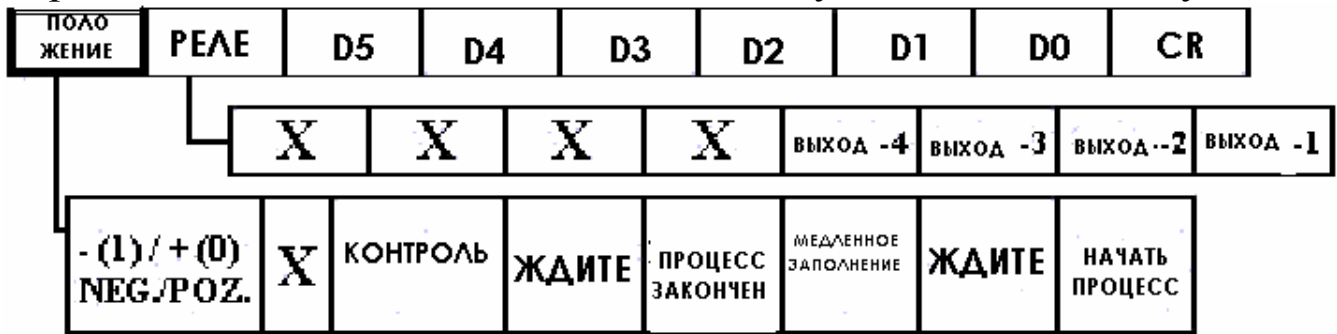 ПОЛО
ЖЕНИЕ
РЕЛЕ D5 D4 D3 D2 D1 D0 CR
X X X X ВЫХОД -4 ВЫХОД -3 ВЫХОД --2 ВЫХОД -1
- (1) / + (0)
NEG./POZ.
X
КОНТРОЛЬ
ЖДИТЕ
ПРОЦЕСС
ЗАКОНЧЕН
МЕДЛЕННОЕ
ЗАПОЛНЕНИЕ
ЖДИТЕ
НАЧАТЬ
ПРОЦЕСС